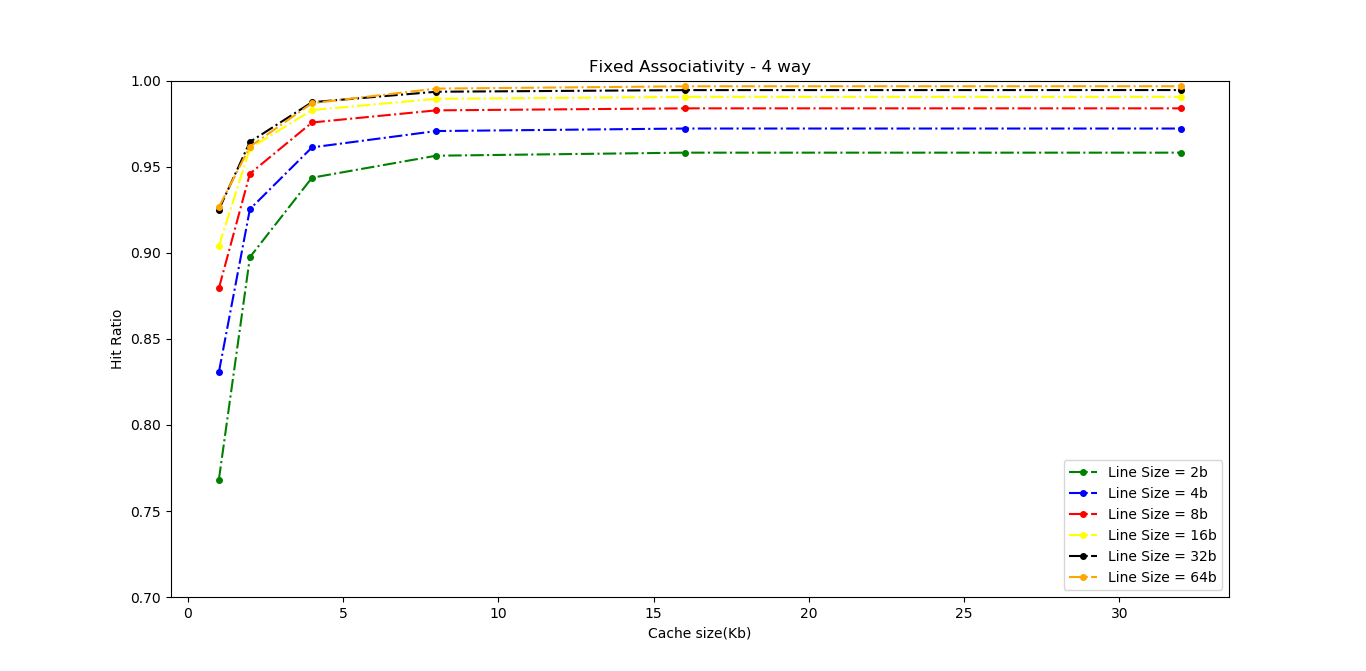 Fixed Associativity - 4 way
1.00
0.95
0.90
0.85
0.80
0.75
0.70
Hit Ratio
0 5 10 15 20 25 30
Cache size(Kb)
Line Size = 2b
Line Size = 4b
Line Size = 8b
Line Size = 16b
Line Size = 32b
Line Size = 64b